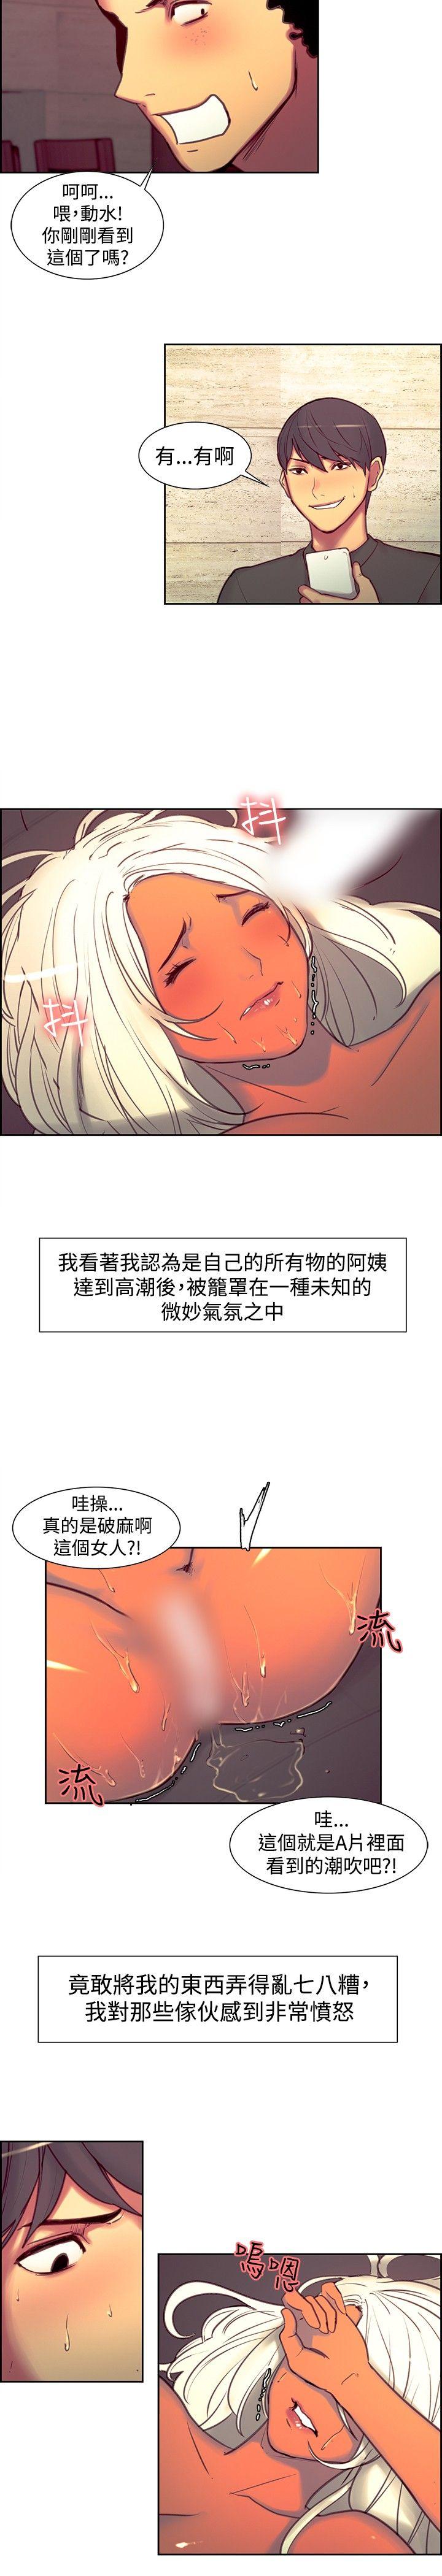 呵呵...
喂，動水!
你剛剛看到
這個了嗎?
有...有啊
抖
抖
我看著我認為是自己的所有物的阿姨
達到高潮後，被籠罩在一種未知的
微妙氣氛之中
哇操...
真的是破麻啊
這個女人?!
流
流
哇...
這個就是A片裡面
看到的潮吹吧?!
竟敢將我的東西弄得亂七八糟，
我對那些傢伙感到非常憤怒
嗚嗯